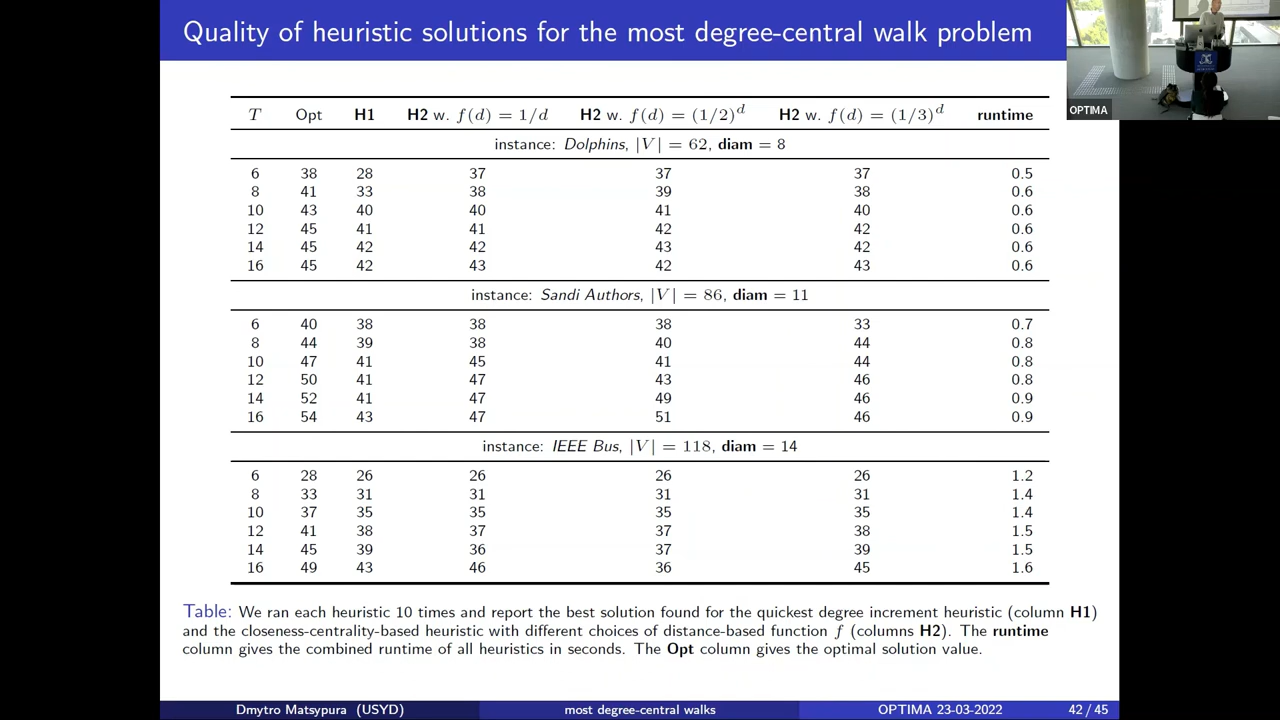 Quality of heuristic solutions for the most degree-central walk problem
OPTIMA
T Opt H1 H2 w. f(d) = 1/d H2 w. f(d) = (1/2)^d H2 w. f(d) = (1/3)^d runtime
instance: Dolphins, |V| = 62, diam = 8
6 38 28 37 37 37 0.5
8 41 33 38 39 38 0.6
10 43 40 40 41 40 0.6
12 45 41 41 42 42 0.6
14 45 42 42 43 42 0.6
16 45 42 43 42 43 0.6
instance: Sandi Authors, |V| = 86, diam = 11
6 40 38 38 38 33 0.7
8 44 39 38 40 44 0.8
10 47 41 45 41 44 0.8
12 50 41 47 43 46 0.8
14 52 41 47 49 46 0.9
16 54 43 47 51 46 0.9
instance: IEEE Bus, |V| = 118, diam = 14
6 28 26 26 26 26 1.2
8 33 31 31 31 31 1.4
10 37 35 35 35 35 1.4
12 41 38 37 37 38 1.5
14 45 39 36 37 39 1.5
16 49 43 46 36 45 1.6
Table: We ran each heuristic 10 times and report the best solution found for the quickest degree increment heuristic (column H1)
and the closeness-centrality-based heuristic with different choices of distance-based function f (columns H2). The runtime
column gives the combined runtime of all heuristics in seconds. The Opt column gives the optimal solution value.
Dmytro Matsypura (USYD) most degree-central walks OPTIMA 23-03-2022 42 / 45